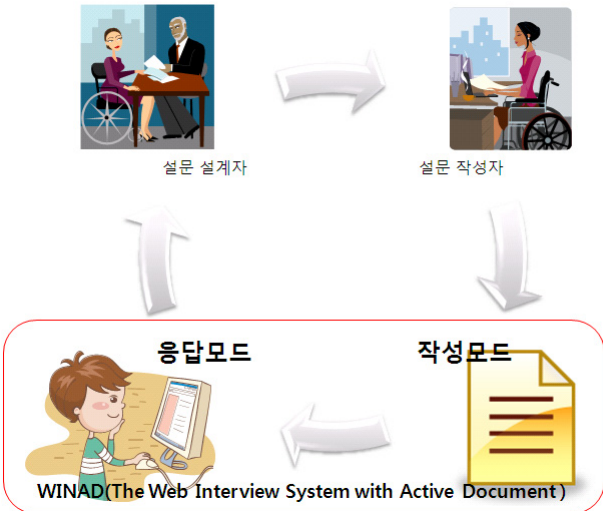 설문 설계자
설문 작성자
응답모드
작성모드
WINAD(The Web Interview System with Active Document)